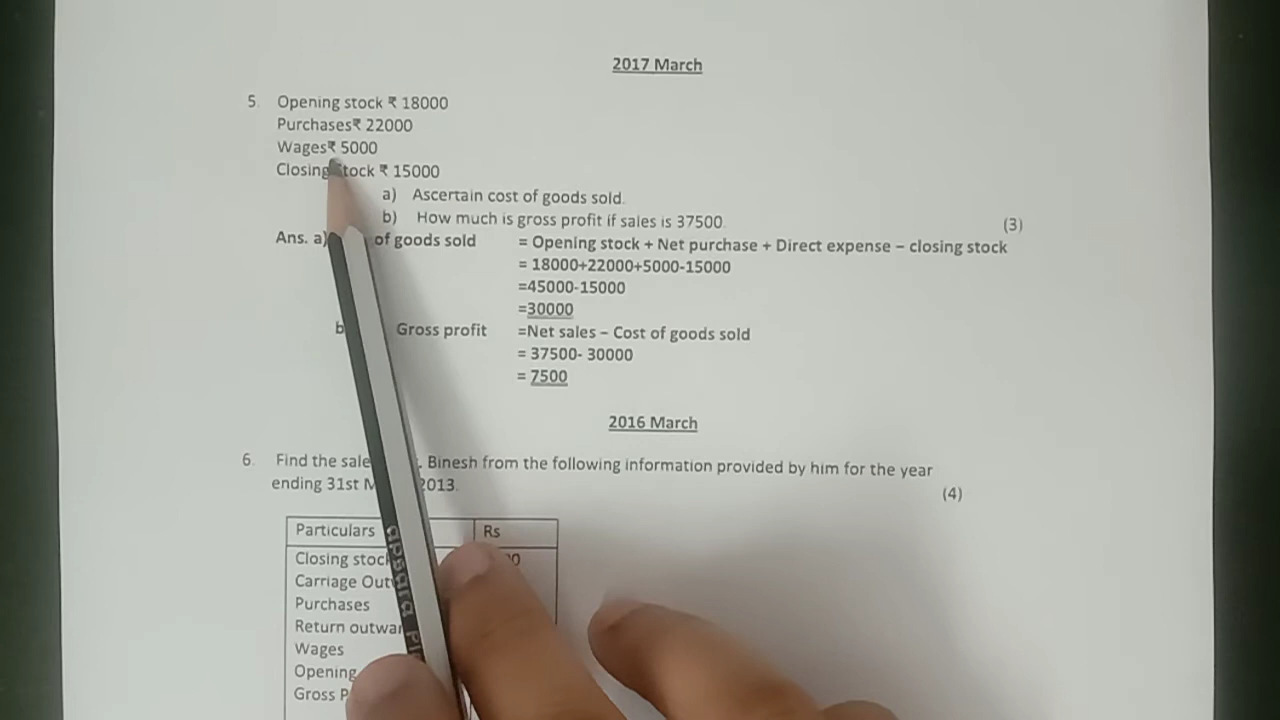 2017 March
5. Opening stock ₹ 18000
Purchases₹ 22000
Wages₹ 5000
Closing stock ₹ 15000
a) Ascertain cost of goods sold.
b) How much is gross profit if sales is 37500.
(3)
Ans. a) of goods sold = Opening stock + Net purchase + Direct expense – closing stock
= 18000+22000+5000-15000
=45000-15000
=30000
b Gross profit =Net sales – Cost of goods sold
= 37500- 30000
= 7500
2016 March
6. Find the sale . Binesh from the following information provided by him for the year
ending 31st 2013.
(4)
Particulars Rs
Closing
Carriage
Purchases
Return
Wages
Opening
Gross
apsara